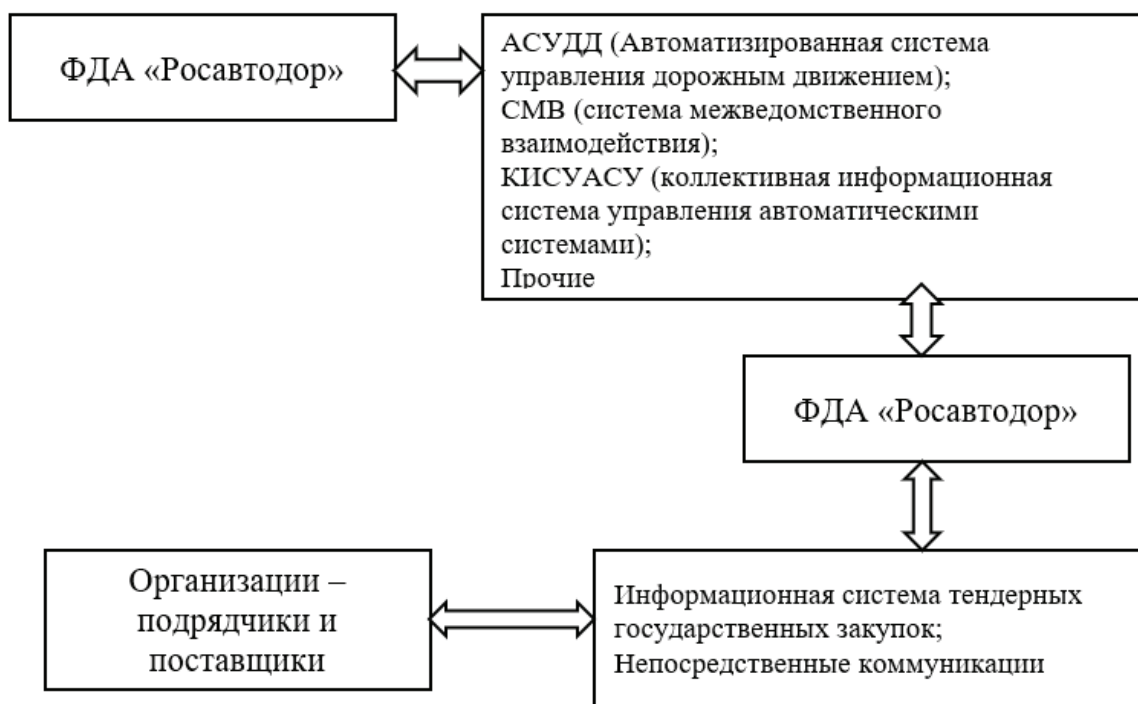 ФДА «Росавтодор»
АСУДД (Автоматизированная система
управления дорожным движением);
СМВ (система межведомственного
взаимодействия);
КИСУАСУ (коллективная информационная
система управления автоматическими
системами);
Прочие
ФДА «Росавтодор»
Организации –
подрядчики и
поставщики
Информационная система тендерных
государственных закупок;
Непосредственные коммуникации